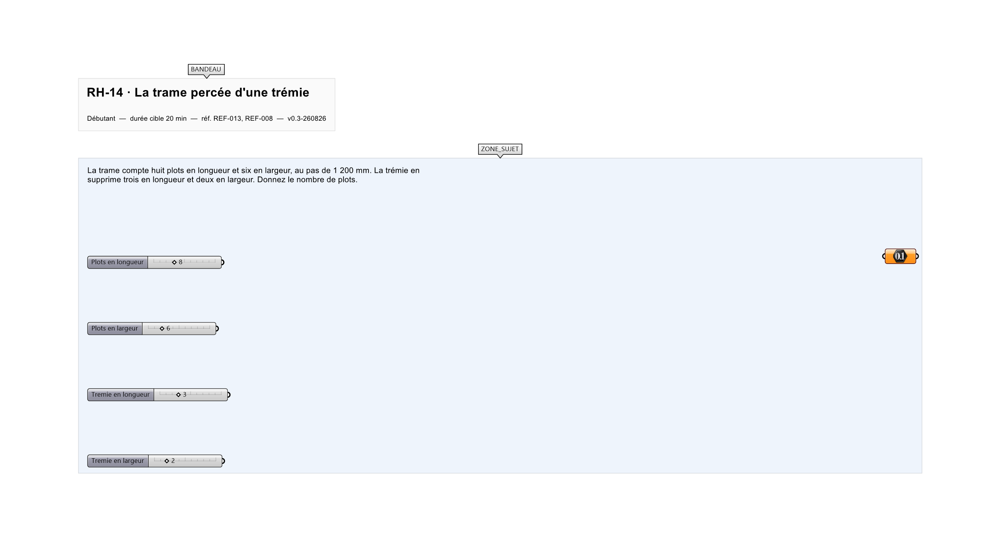 BANDEAU
RH-14 · La trame percée d'une trémie
Débutant — durée cible 20 min — réf. REF-013, REF-008 — v0.3-260826
ZONE_SUJET
La trame compte huit plots en longueur et six en largeur, au pas de 1 200 mm. La trémie en
supprime trois en longueur et deux en largeur. Donnez le nombre de plots.
0.1
Plots en longueur 8
Plots en largeur 6
Tremie en longueur 3
Tremie en largeur 2